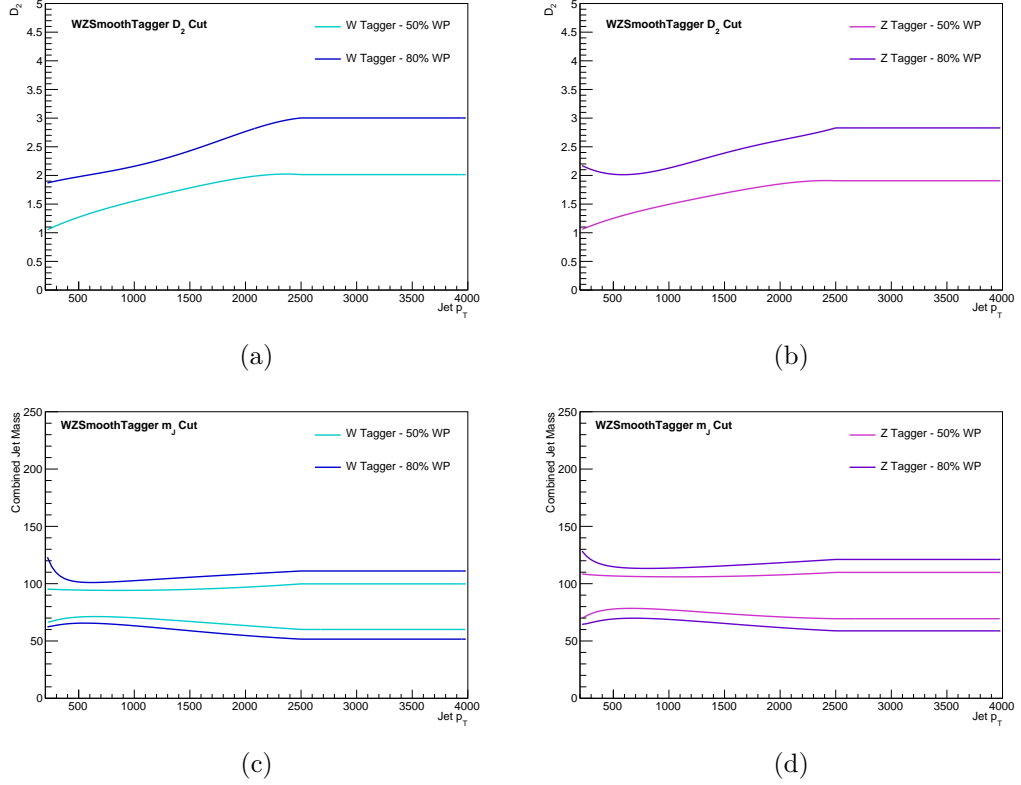 D₂
5
4.5
4
3.5
3
2.5
2
1.5
1
0.5
0
WZSmoothTagger D₂ Cut
W Tagger - 50% WP
W Tagger - 80% WP
500 1000 1500 2000 2500 3000 3500 4000
Jet p_T
(a)
D₂
5
4.5
4
3.5
3
2.5
2
1.5
1
0.5
0
WZSmoothTagger D₂ Cut
Z Tagger - 50% WP
Z Tagger - 80% WP
500 1000 1500 2000 2500 3000 3500 4000
Jet p_T
(b)
Combined Jet Mass
250
200
150
100
50
0
WZSmoothTagger m_J Cut
W Tagger - 50% WP
W Tagger - 80% WP
500 1000 1500 2000 2500 3000 3500 4000
Jet p_T
(c)
Combined Jet Mass
250
200
150
100
50
0
WZSmoothTagger m_J Cut
Z Tagger - 50% WP
Z Tagger - 80% WP
500 1000 1500 2000 2500 3000 3500 4000
Jet p_T
(d)